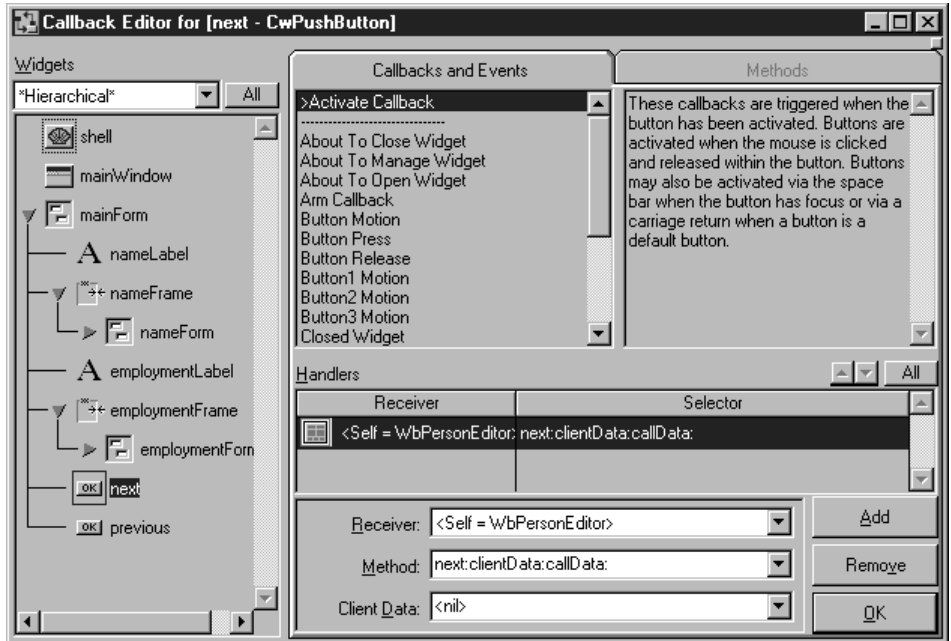 Callback Editor for [next - CwPushButton]
Widgets
*Hierarchical*
All
shell
mainWindow
mainForm
A nameLabel
nameFrame
nameForm
A employmentLabel
employmentFrame
employmentForn
OK next
OK previous
Callbacks and Events
Methods
>Activate Callback
------------------------------
About To Close Widget
About To Manage Widget
About To Open Widget
Arm Callback
Button Motion
Button Press
Button Release
Button1 Motion
Button2 Motion
Button3 Motion
Closed Widget
These callbacks are triggered when the
button has been activated. Buttons are
activated when the mouse is clicked
and released within the button. Buttons
may also be activated via the space
bar when the button has focus or via a
carriage return when a button is a
default button.
Handlers
All
Receiver
Selector
<Self = WbPersonEditor> next:clientData:callData:
Receiver: <Self = WbPersonEditor>
Method: next:clientData:callData:
Client Data: <nil>
Add
Remove
OK